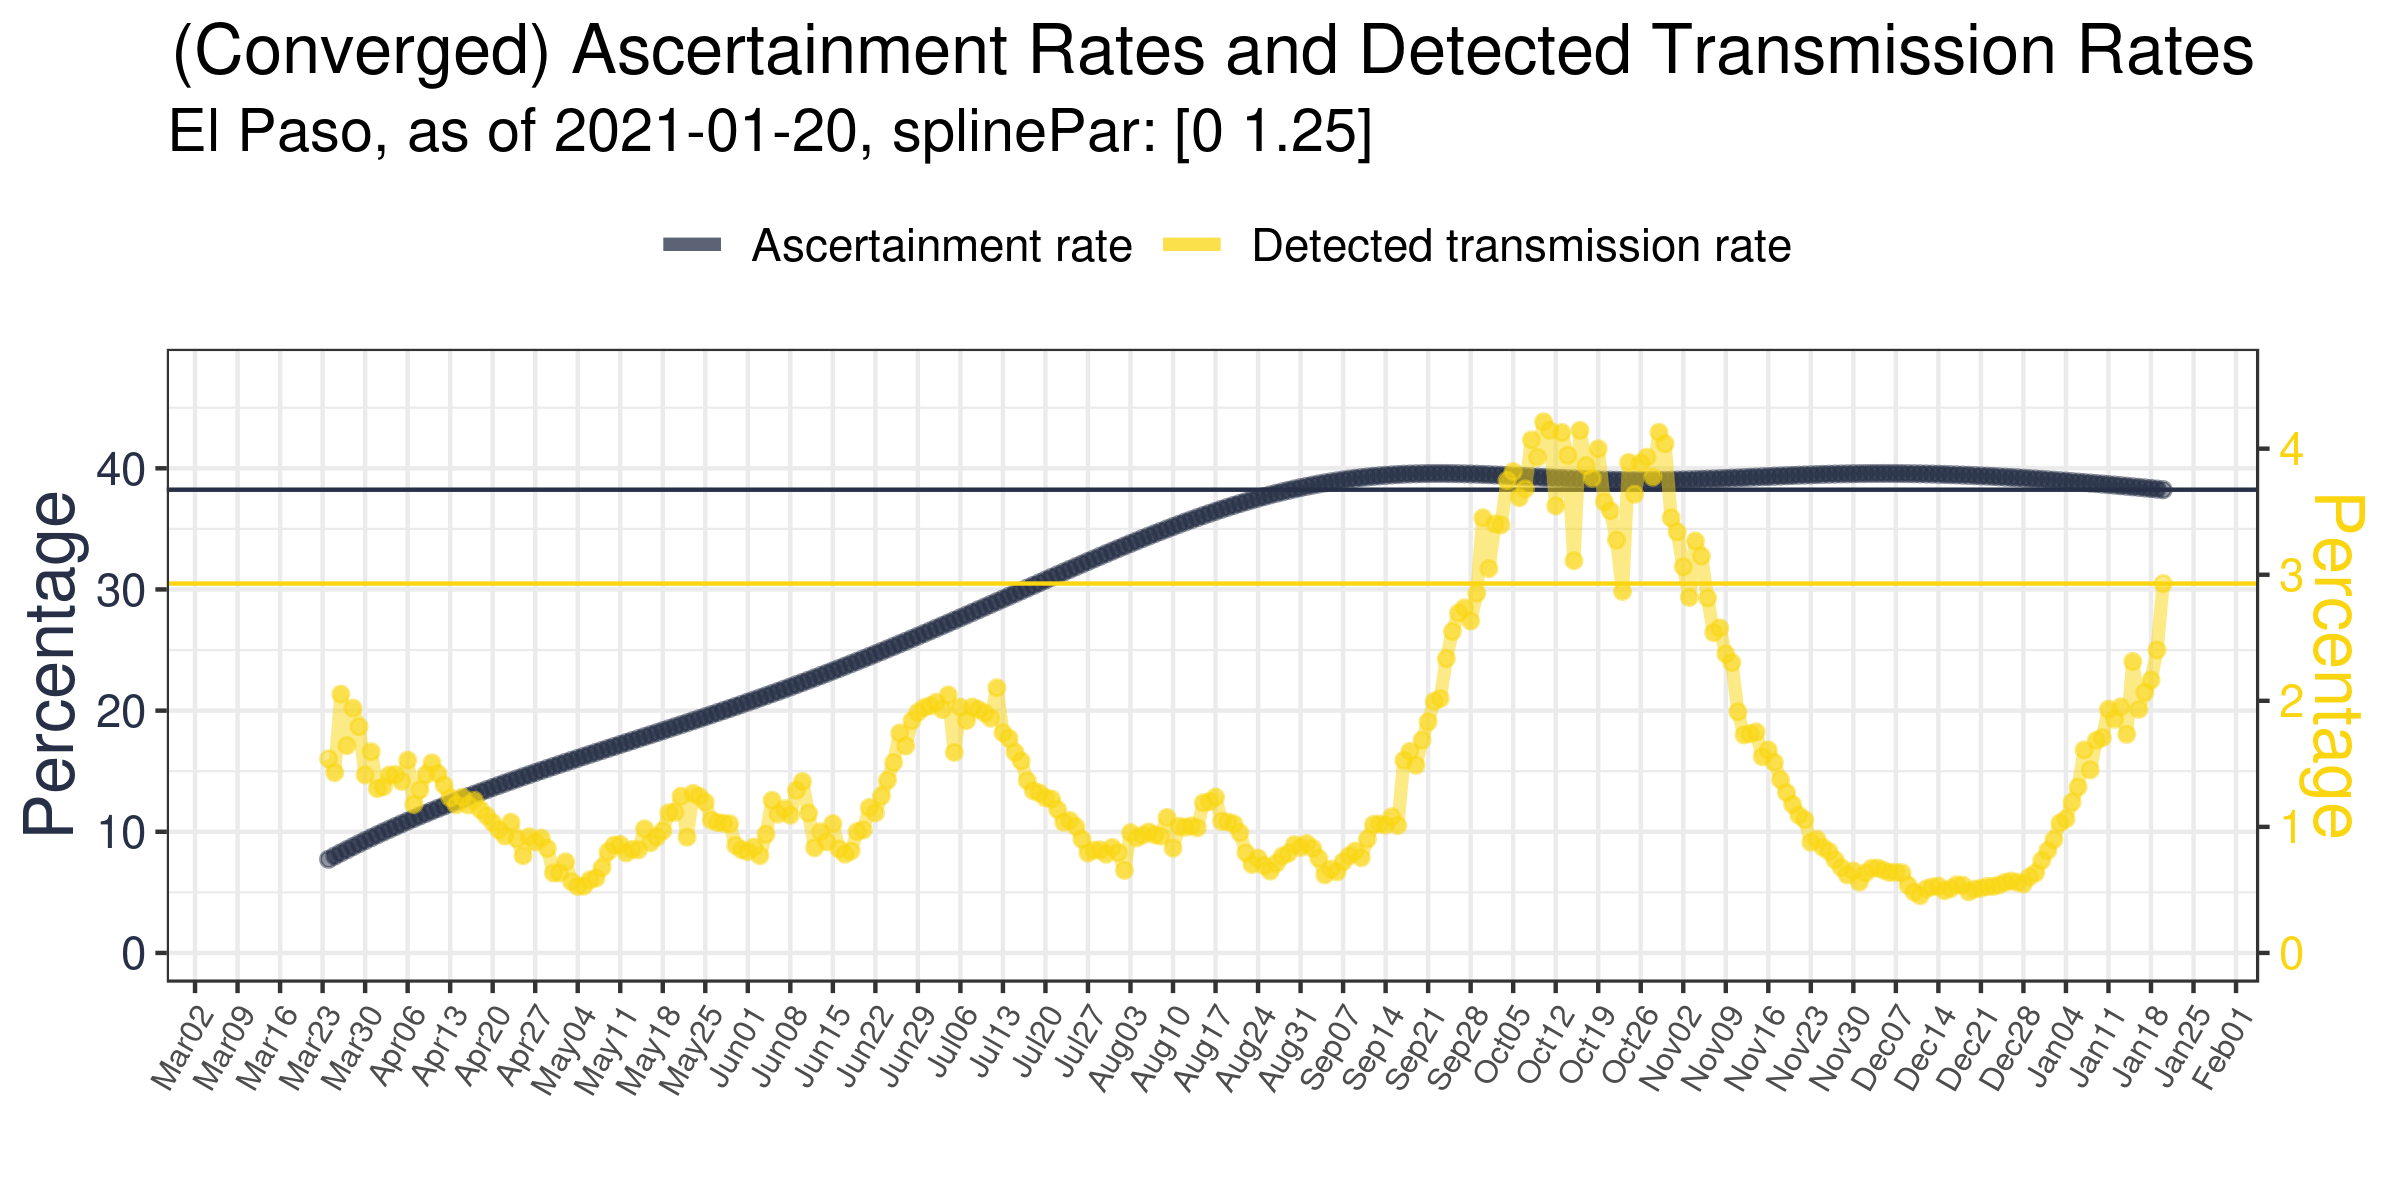 (Converged) Ascertainment Rates and Detected Transmission Rates
El Paso, as of 2021-01-20, splinePar: [0 1.25]
Ascertainment rate Detected transmission rate
Percentage
40
30
20
10
0
4
3
2
1
0
Percentage
Mar02 Mar09 Mar16 Mar23 Mar30 Apr06 Apr13 Apr20 Apr27 May04 May11 May18 May25 Jun01 Jun08 Jun15 Jun22 Jun29 Jul06 Jul13 Jul20 Jul27 Aug03 Aug10 Aug17 Aug24 Aug31 Sep07 Sep14 Sep21 Sep28 Oct05 Oct12 Oct19 Oct26 Nov02 Nov09 Nov16 Nov23 Nov30 Dec07 Dec14 Dec21 Dec28 Jan04 Jan11 Jan18 Jan25 Feb01